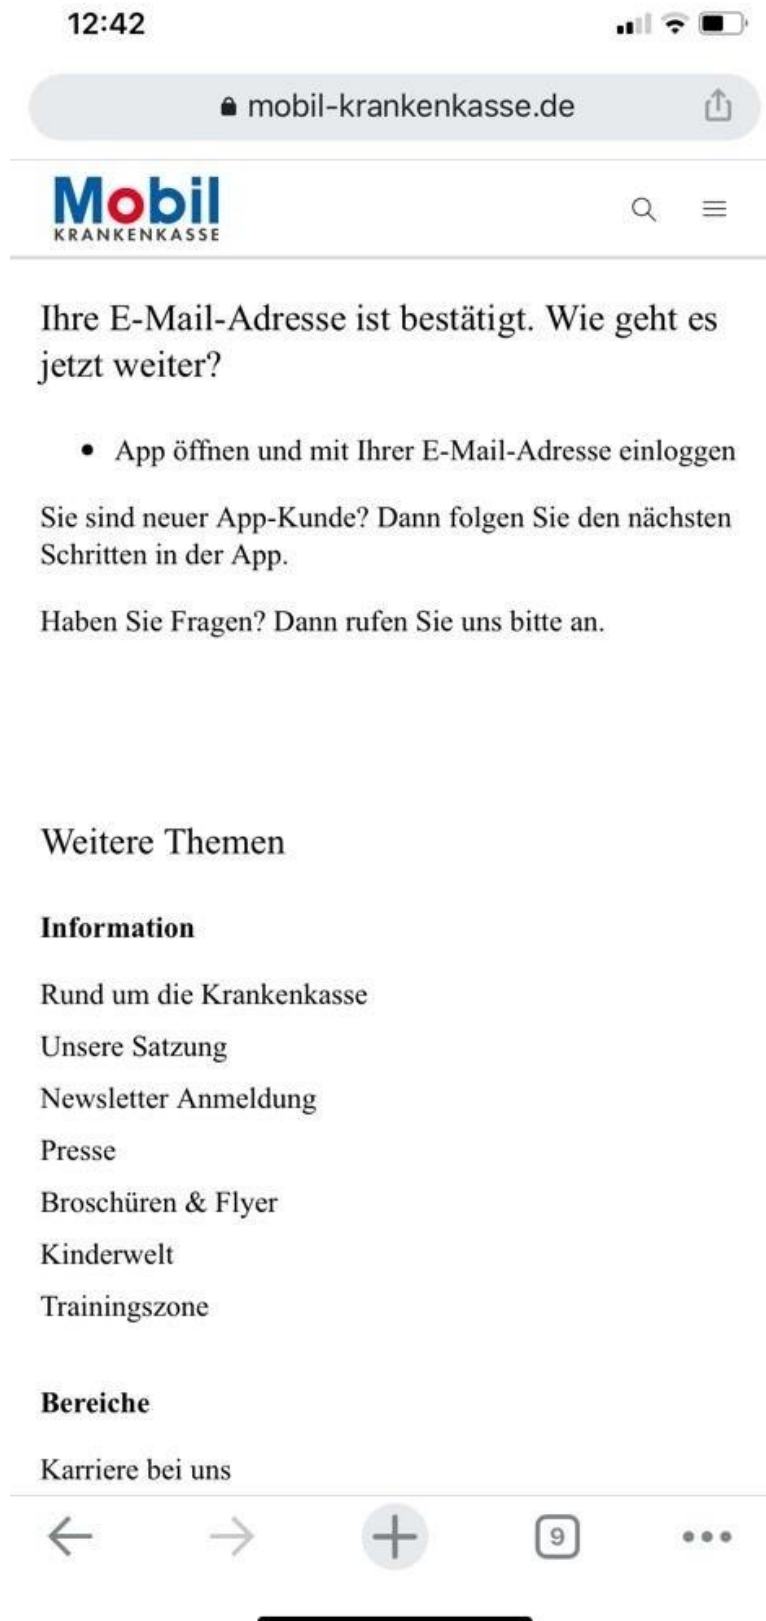 12:42
mobil-krankenkasse.de
Mobil
KRANKENKASSE
Ihre E-Mail-Adresse ist bestätigt. Wie geht es
jetzt weiter?
• App öffnen und mit Ihrer E-Mail-Adresse einloggen
Sie sind neuer App-Kunde? Dann folgen Sie den nächsten
Schritten in der App.
Haben Sie Fragen? Dann rufen Sie uns bitte an.
Weitere Themen
Information
Rund um die Krankenkasse
Unsere Satzung
Newsletter Anmeldung
Presse
Broschüren & Flyer
Kinderwelt
Trainingszone
Bereiche
Karriere bei uns
9